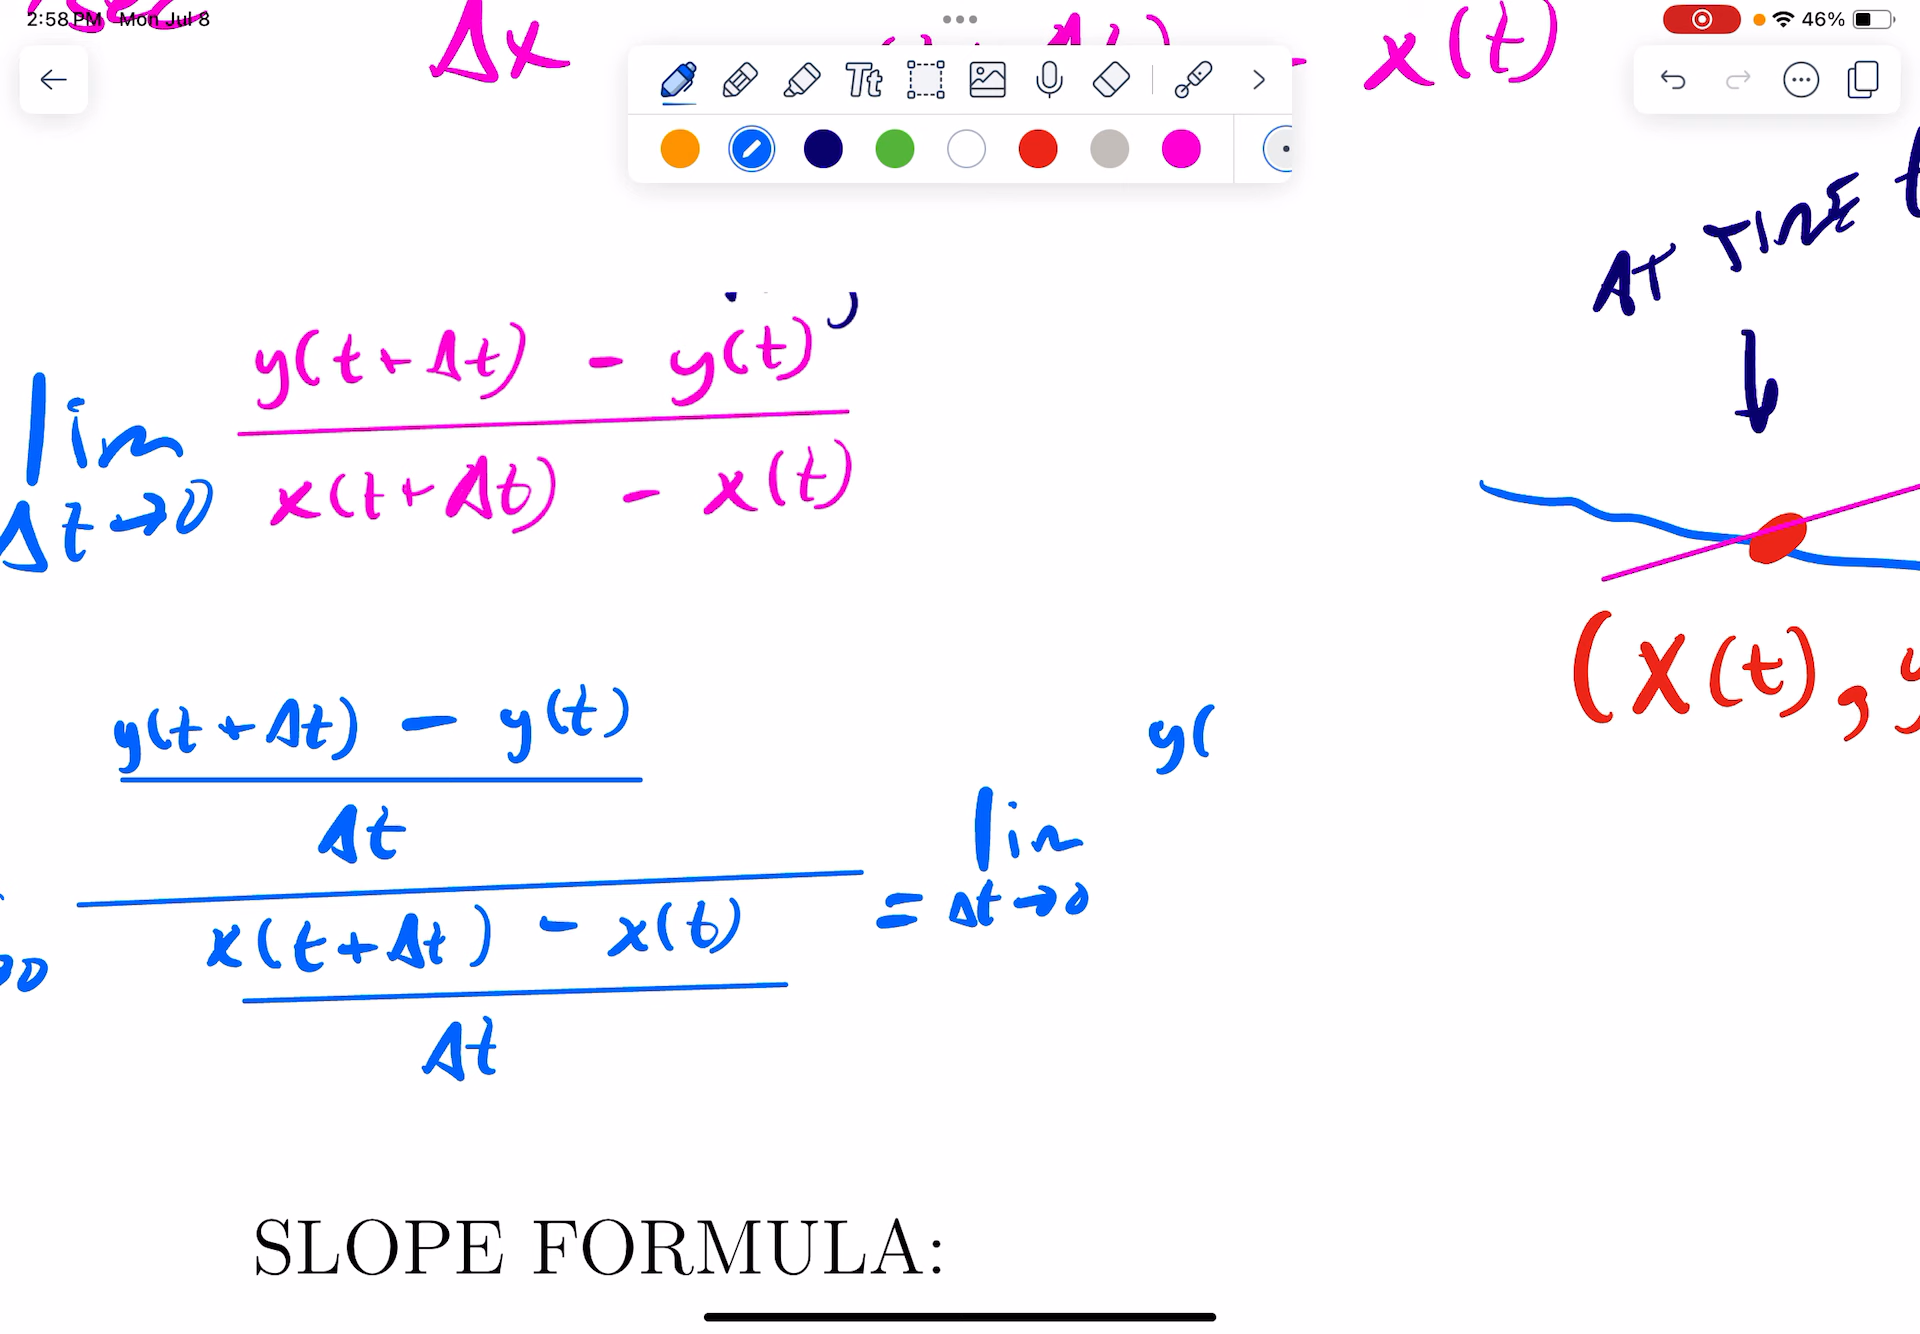 2:58 PM Mon Jul 8
46%
Δx
- x(t)
Tt
AT TIME t
lim y(t+Δt) - y(t)
Δt→0 x(t+Δt) - x(t)
(x(t), y
y(t+Δt) - y(t)
Δt
x(t+Δt) - x(t)
Δt
= lim y(
Δt→0
SLOPE FORMULA: